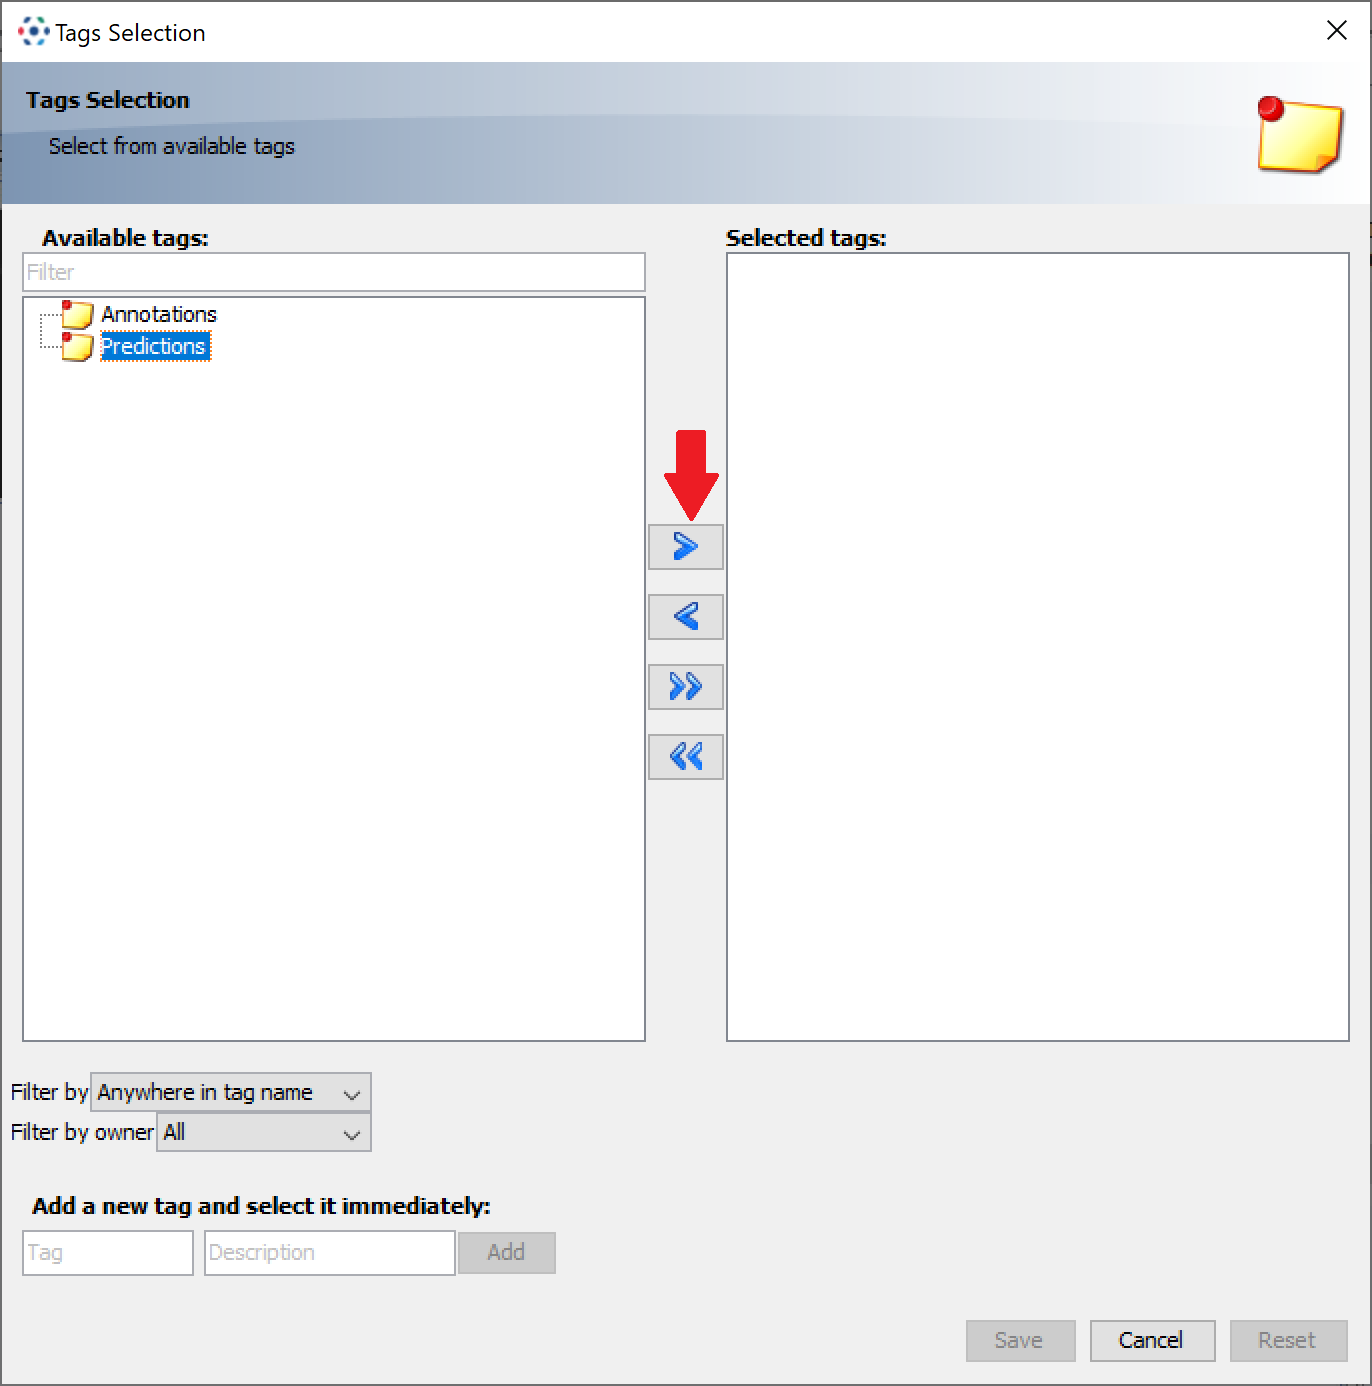 Tags Selection
Tags Selection
Select from available tags
Available tags:
Filter
Annotations
Predictions
Selected tags:
Filter by Anywhere in tag name
Filter by owner All
Add a new tag and select it immediately:
Tag Description Add
Save Cancel Reset